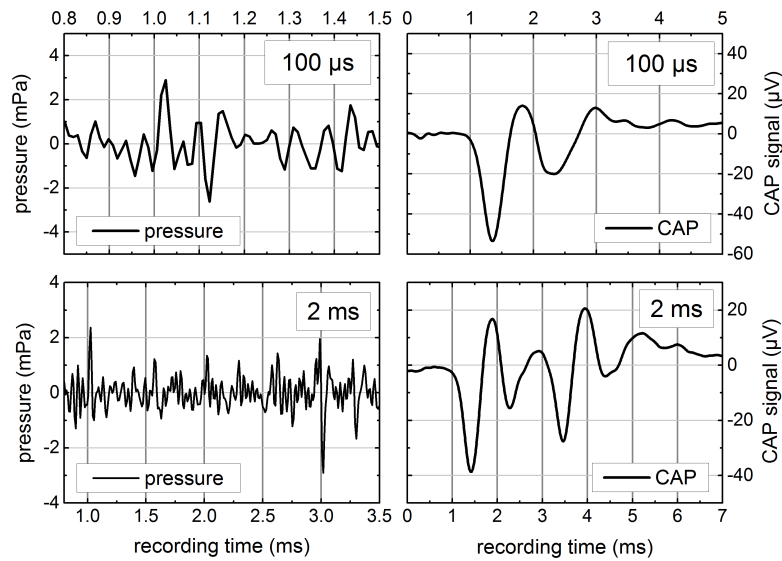 0.8 0.9 1.0 1.1 1.2 1.3 1.4 1.5
0 1 2 3 4 5
4
2
0
-2
-4
pressure (mPa)
100 µs
pressure
100 µs
CAP
40
20
0
-20
-40
-60
CAP signal (µV)
4
2
0
-2
-4
pressure (mPa)
2 ms
pressure
2 ms
CAP
20
0
-20
-40
CAP signal (µV)
1.0 1.5 2.0 2.5 3.0 3.5
0 1 2 3 4 5 6 7
recording time (ms)
recording time (ms)